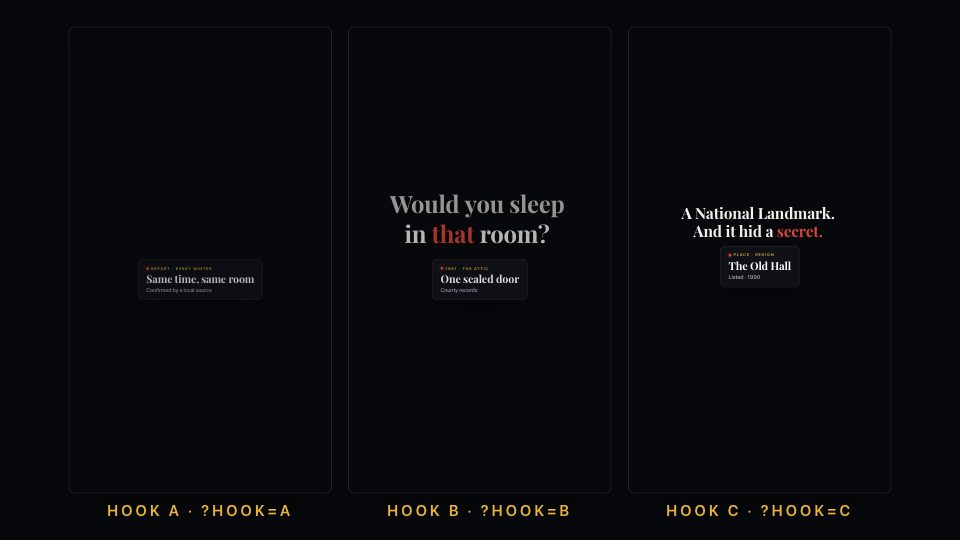 REPORT · EVERY WINTER
Same time, same room
Confirmed by a local source
HOOK A · ?HOOK=A
Would you sleep
in that room?
1981 · THE ATTIC
One sealed door
County records
HOOK B · ?HOOK=B
A National Landmark.
And it hid a secret.
PLACE · REGION
The Old Hall
Listed · 1990
HOOK C · ?HOOK=C